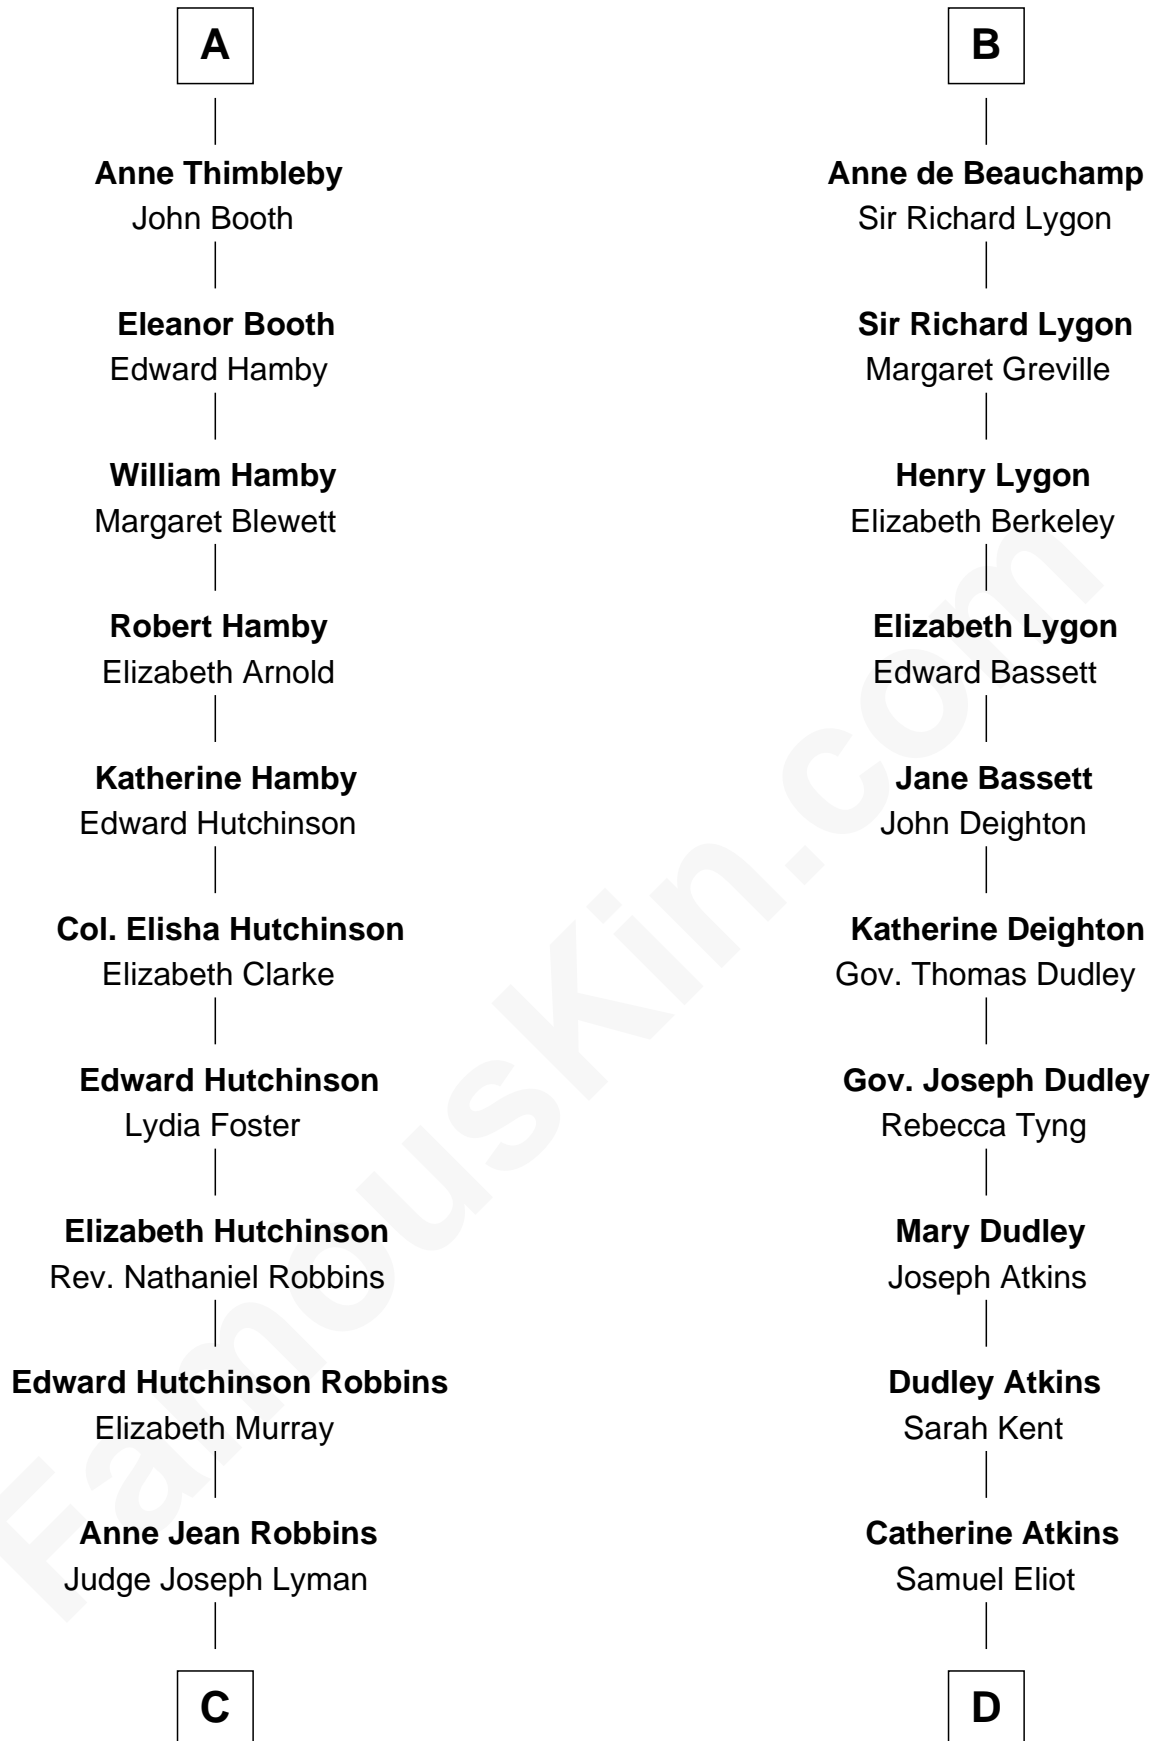 A
Anne Thimbleby
John Booth
Eleanor Booth
Edward Hamby
William Hamby
Margaret Blewett
Robert Hamby
Elizabeth Arnold
Katherine Hamby
Edward Hutchinson
Col. Elisha Hutchinson
Elizabeth Clarke
Edward Hutchinson
Lydia Foster
Elizabeth Hutchinson
Rev. Nathaniel Robbins
Edward Hutchinson Robbins
Elizabeth Murray
Anne Jean Robbins
Judge Joseph Lyman
C
B
Anne de Beauchamp
Sir Richard Lygon
Sir Richard Lygon
Margaret Greville
Henry Lygon
Elizabeth Berkeley
Elizabeth Lygon
Edward Bassett
Jane Bassett
John Deighton
Katherine Deighton
Gov. Thomas Dudley
Gov. Joseph Dudley
Rebecca Tyng
Mary Dudley
Joseph Atkins
Dudley Atkins
Sarah Kent
Catherine Atkins
Samuel Eliot
D
FamousKin.com